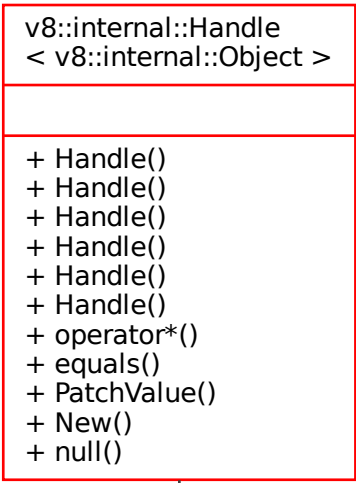 v8::internal::Handle
< v8::internal::Object >
+ Handle()
+ Handle()
+ Handle()
+ Handle()
+ Handle()
+ Handle()
+ operator*()
+ equals()
+ PatchValue()
+ New()
+ null()